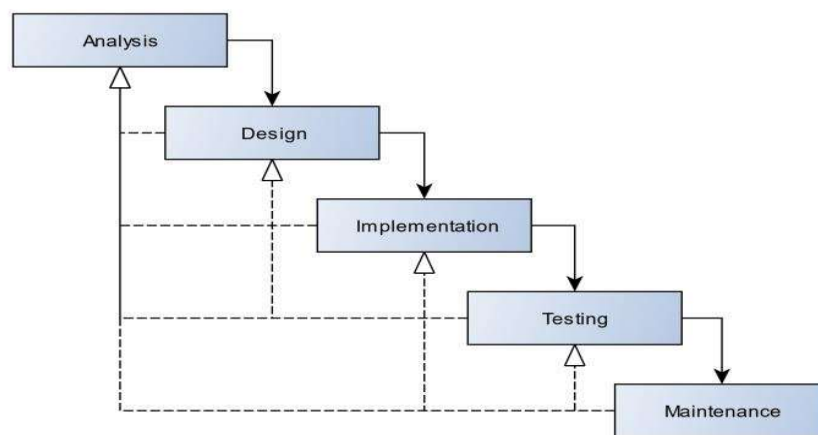 Analysis
Design
Implementation
Testing
Maintenance